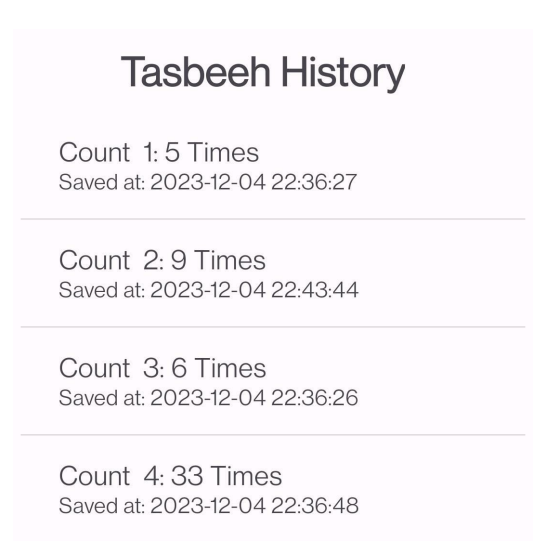 Tasbeeh History
Count 1: 5 Times
Saved at: 2023-12-04 22:36:27
Count 2: 9 Times
Saved at: 2023-12-04 22:43:44
Count 3: 6 Times
Saved at: 2023-12-04 22:36:26
Count 4: 33 Times
Saved at: 2023-12-04 22:36:48